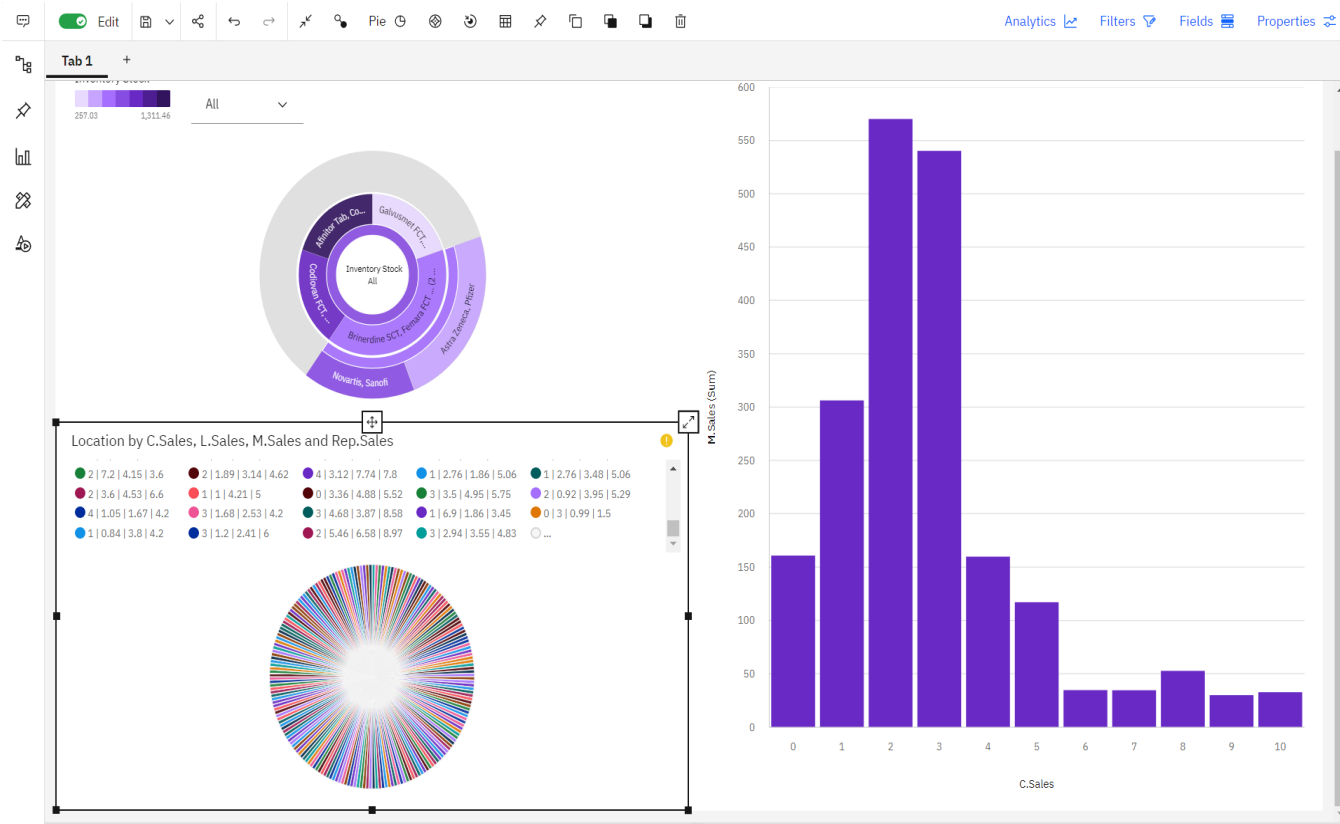 Edit
Pie
Analytics
Filters
Fields
Properties
Tab 1
+
Inventory Stock
257.03 1,311.46
All
Afinitor Tab, Co...
Galvusmet FCT,...
Codiovan FCT, ...
Brinerdine SCT, Femara FCT ... (2 ...
Inventory Stock
All
Astra Zeneca, Pfizer
Novartis, Sanofi
Location by C.Sales, L.Sales, M.Sales and Rep.Sales
2 | 7.2 | 4.15 | 3.6 2 | 1.89 | 3.14 | 4.62 4 | 3.12 | 7.74 | 7.8 1 | 2.76 | 1.86 | 5.06 1 | 2.76 | 3.48 | 5.06
2 | 3.6 | 4.53 | 6.6 1 | 1 | 4.21 | 5 0 | 3.36 | 4.88 | 5.52 3 | 3.5 | 4.95 | 5.75 2 | 0.92 | 3.95 | 5.29
4 | 1.05 | 1.67 | 4.2 3 | 1.68 | 2.53 | 4.2 3 | 4.68 | 3.87 | 8.58 1 | 6.9 | 1.86 | 3.45 0 | 3 | 0.99 | 1.5
1 | 0.84 | 3.8 | 4.2 3 | 1.2 | 2.41 | 6 2 | 5.46 | 6.58 | 8.97 3 | 2.94 | 3.55 | 4.83 ...
M.Sales (Sum)
600
550
500
450
400
350
300
250
200
150
100
50
0
0 1 2 3 4 5 6 7 8 9 10
C.Sales